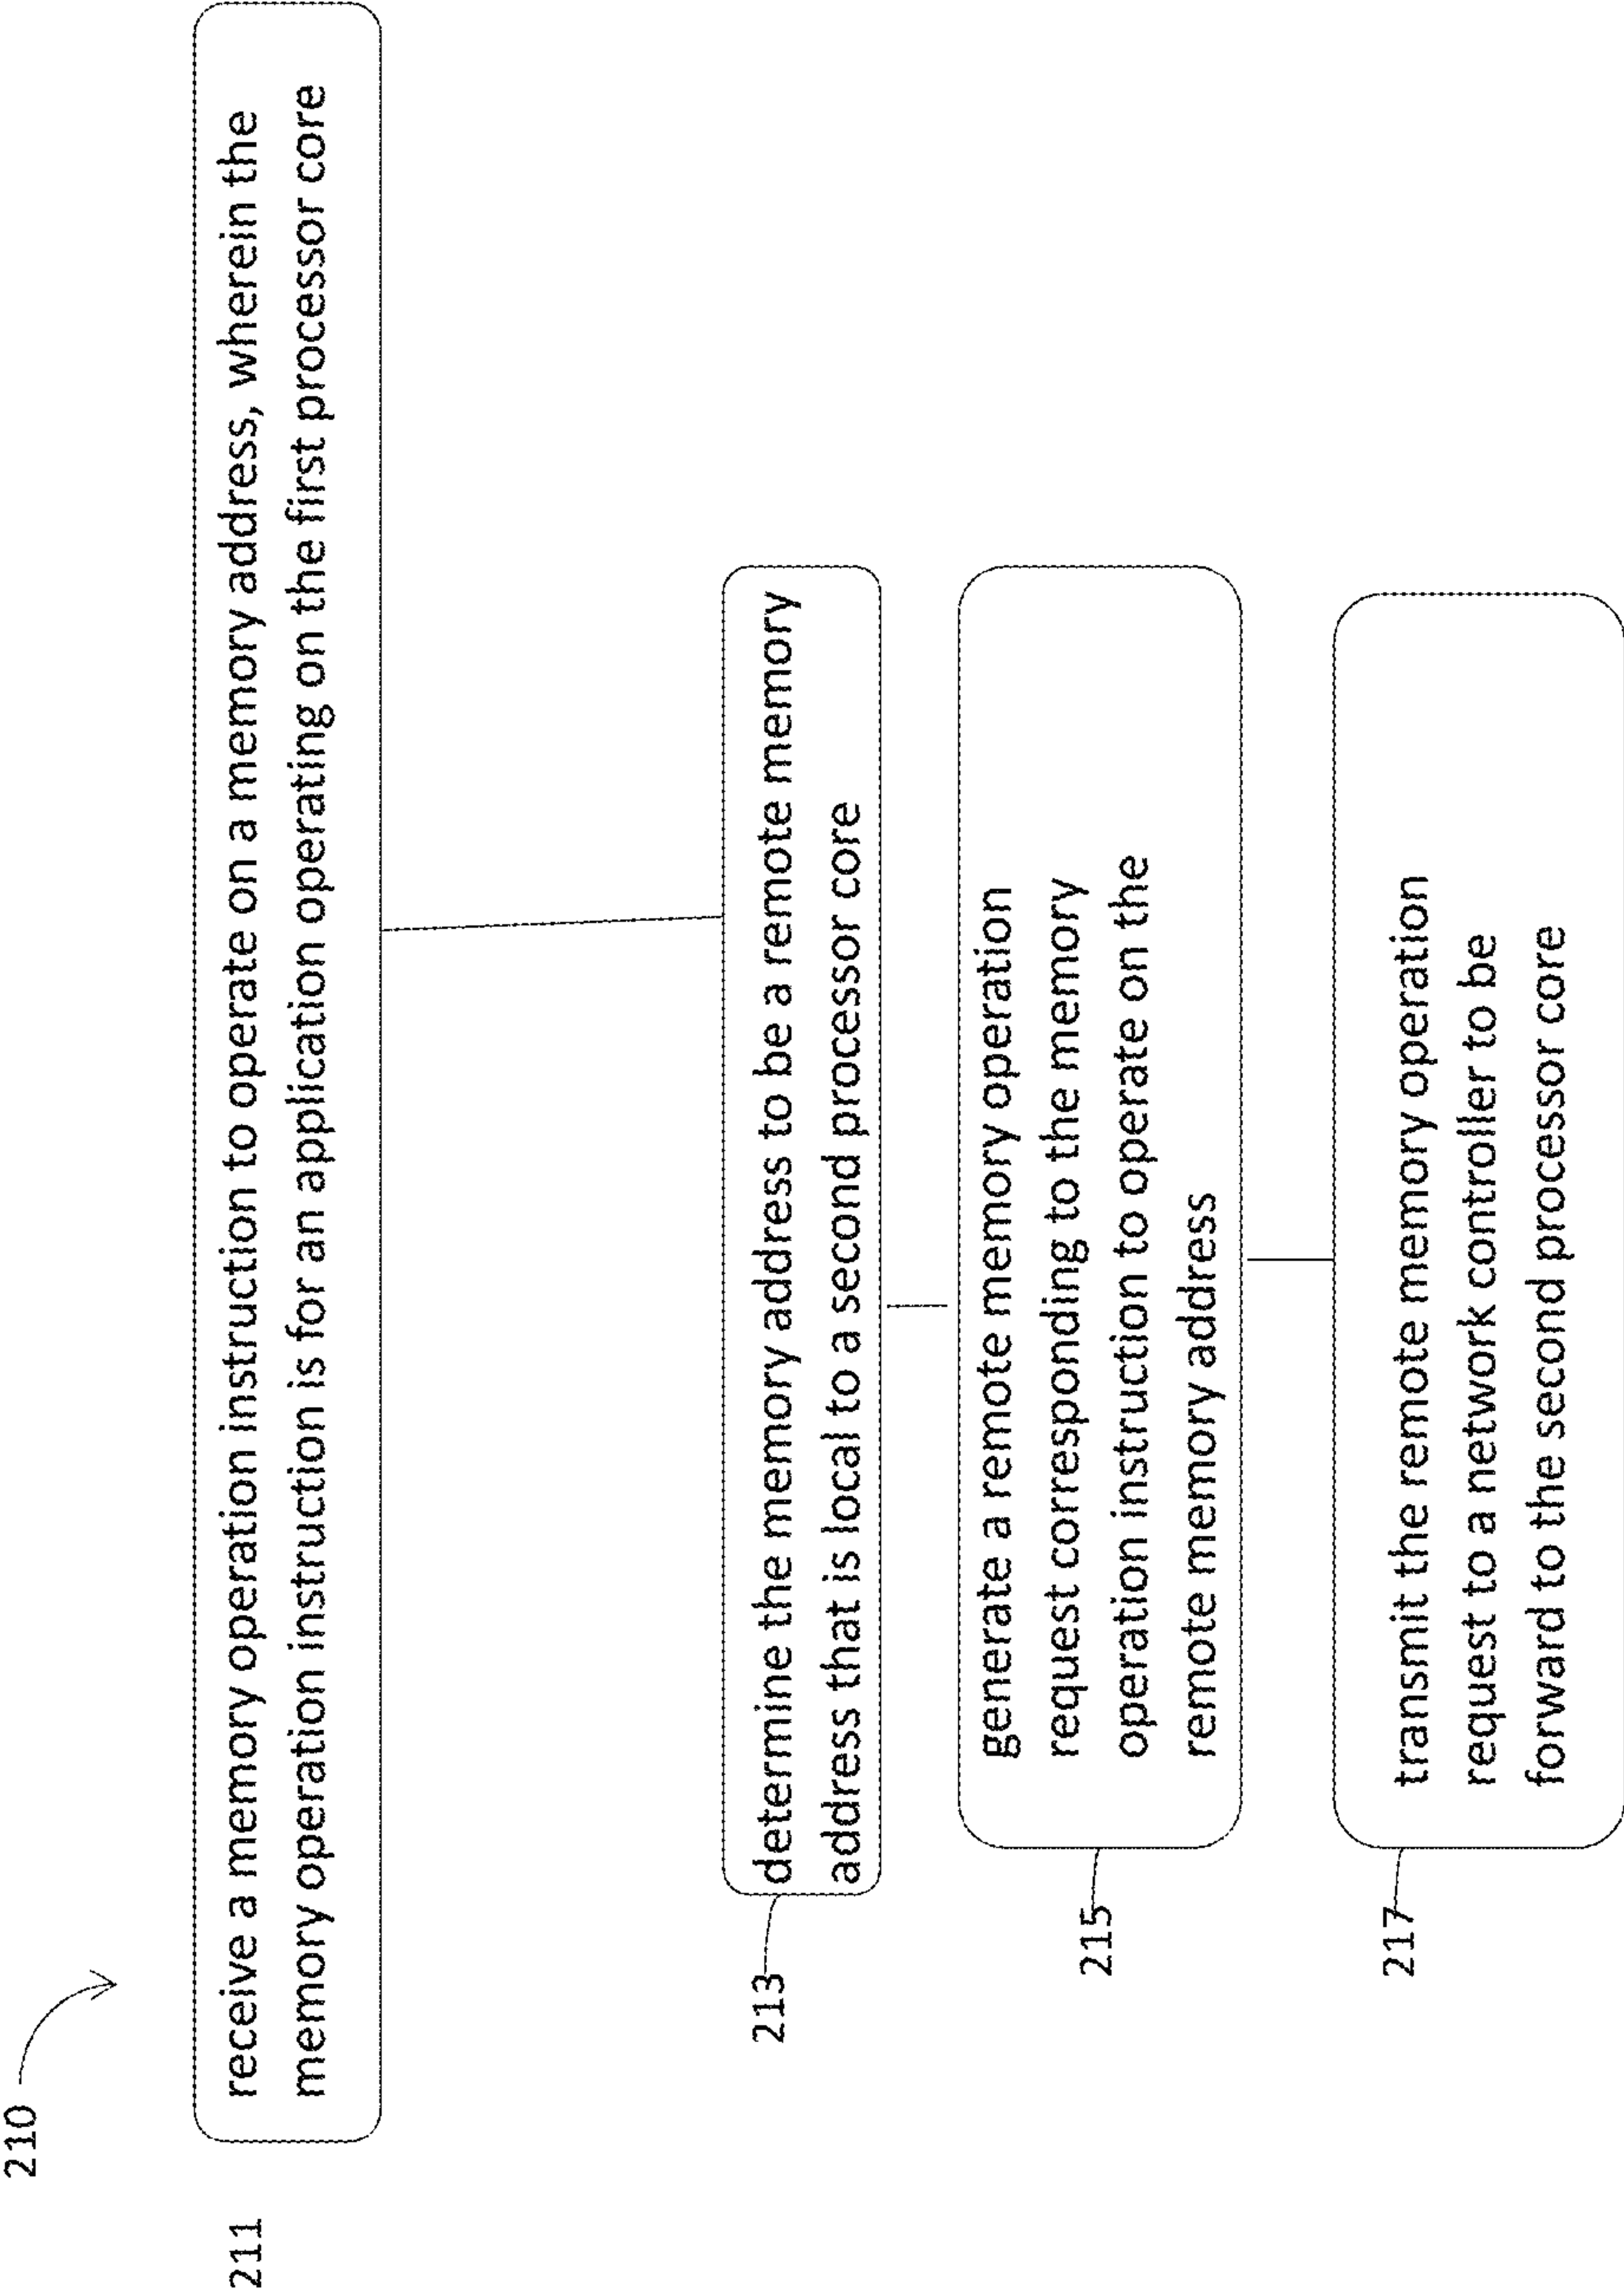 210
211
receive a memory operation instruction to operate on a memory address, wherein the
memory operation instruction is for an application operating on the first processor core
213
determine the memory address to be a remote memory
address that is local to a second processor core
215
generate a remote memory operation
request corresponding to the memory
operation instruction to operate on the
remote memory address
217
transmit the remote memory operation
request to a network controller to be
forward to the second processor core